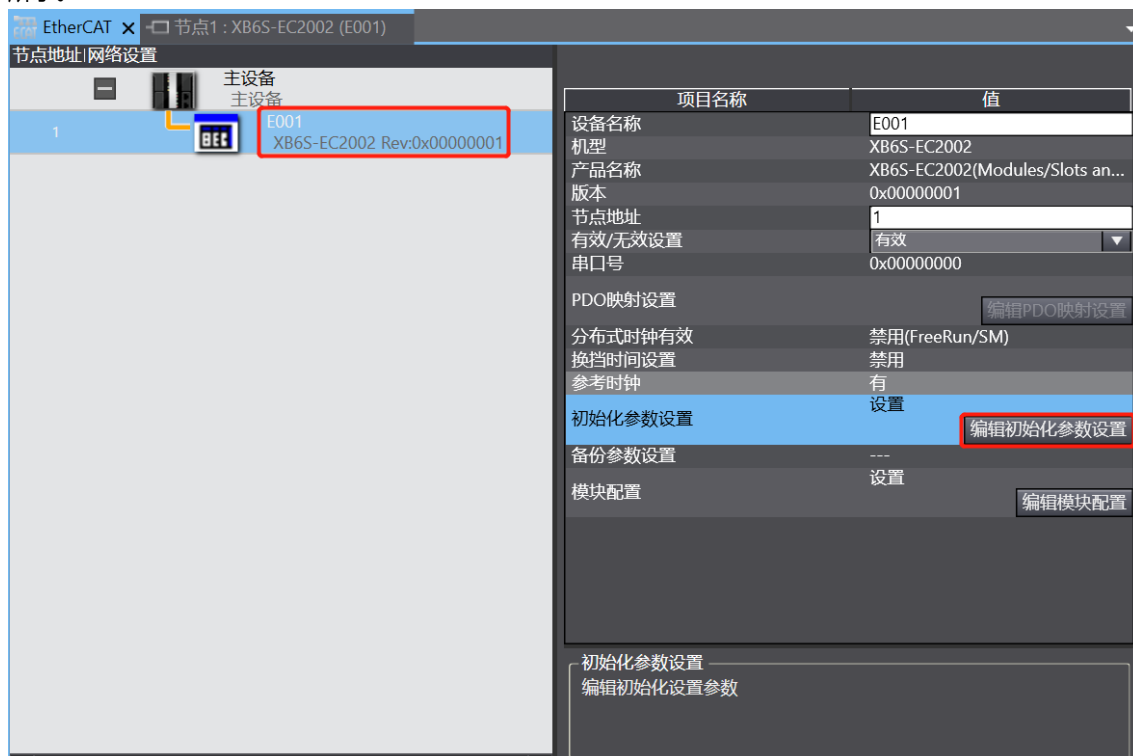 EtherCAT
节点1 : XB6S-EC2002 (E001)
节点地址|网络设置
主设备
主设备
1
E001
XB6S-EC2002 Rev:0x00000001
项目名称 值
设备名称 E001
机型 XB6S-EC2002
产品名称 XB6S-EC2002(Modules/Slots an...
版本 0x00000001
节点地址 1
有效/无效设置 有效
串口号 0x00000000
PDO映射设置 编辑PDO映射设置
分布式时钟有效 禁用(FreeRun/SM)
换挡时间设置 禁用
参考时钟 有
初始化参数设置 设置
编辑初始化参数设置
备份参数设置 ---
模块配置 设置
编辑模块配置
初始化参数设置
编辑初始化设置参数